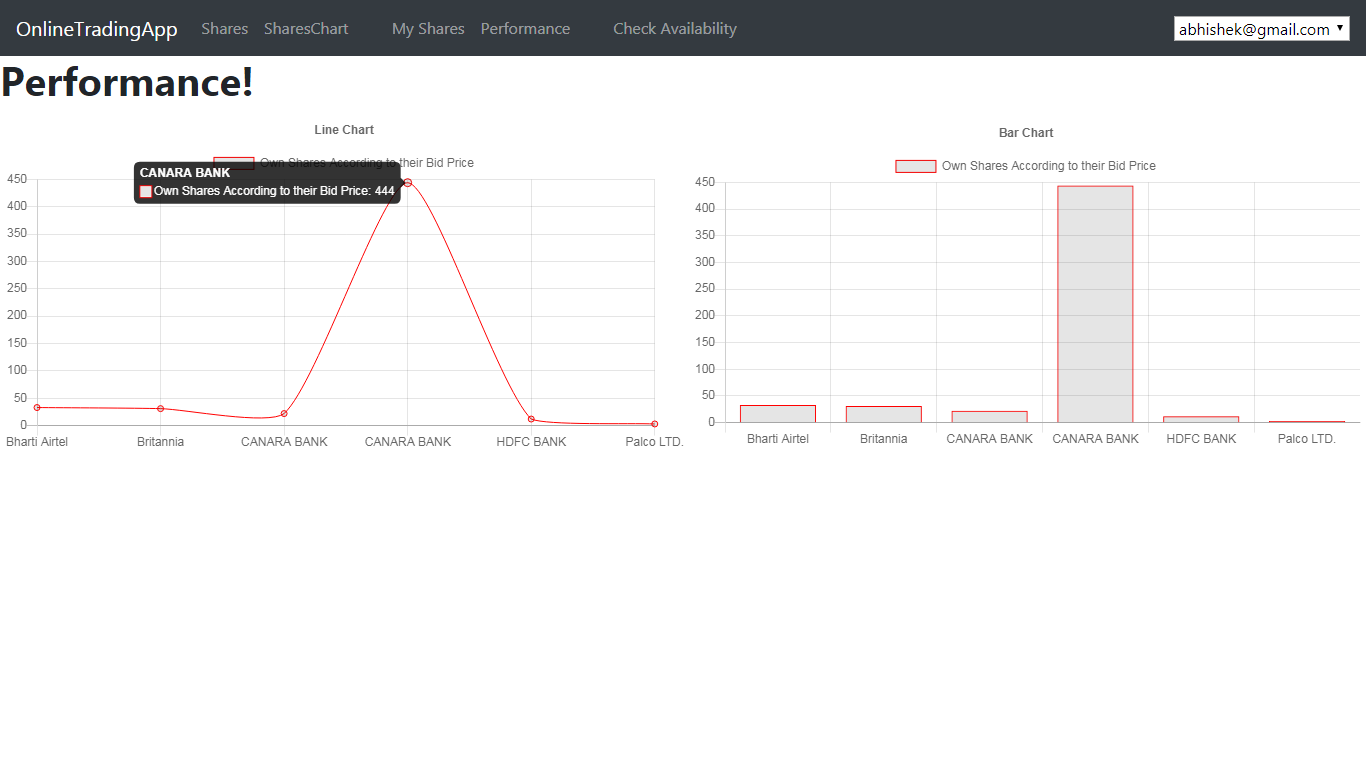 OnlineTradingApp Shares SharesChart My Shares Performance Check Availability abhishek@gmail.com
Performance!
Line Chart
Own Shares According to their Bid Price
CANARA BANK
Own Shares According to their Bid Price: 444
450
400
350
300
250
200
150
100
50
0
Bharti Airtel Britannia CANARA BANK CANARA BANK HDFC BANK Palco LTD.
Bar Chart
Own Shares According to their Bid Price
450
400
350
300
250
200
150
100
50
0
Bharti Airtel Britannia CANARA BANK CANARA BANK HDFC BANK Palco LTD.